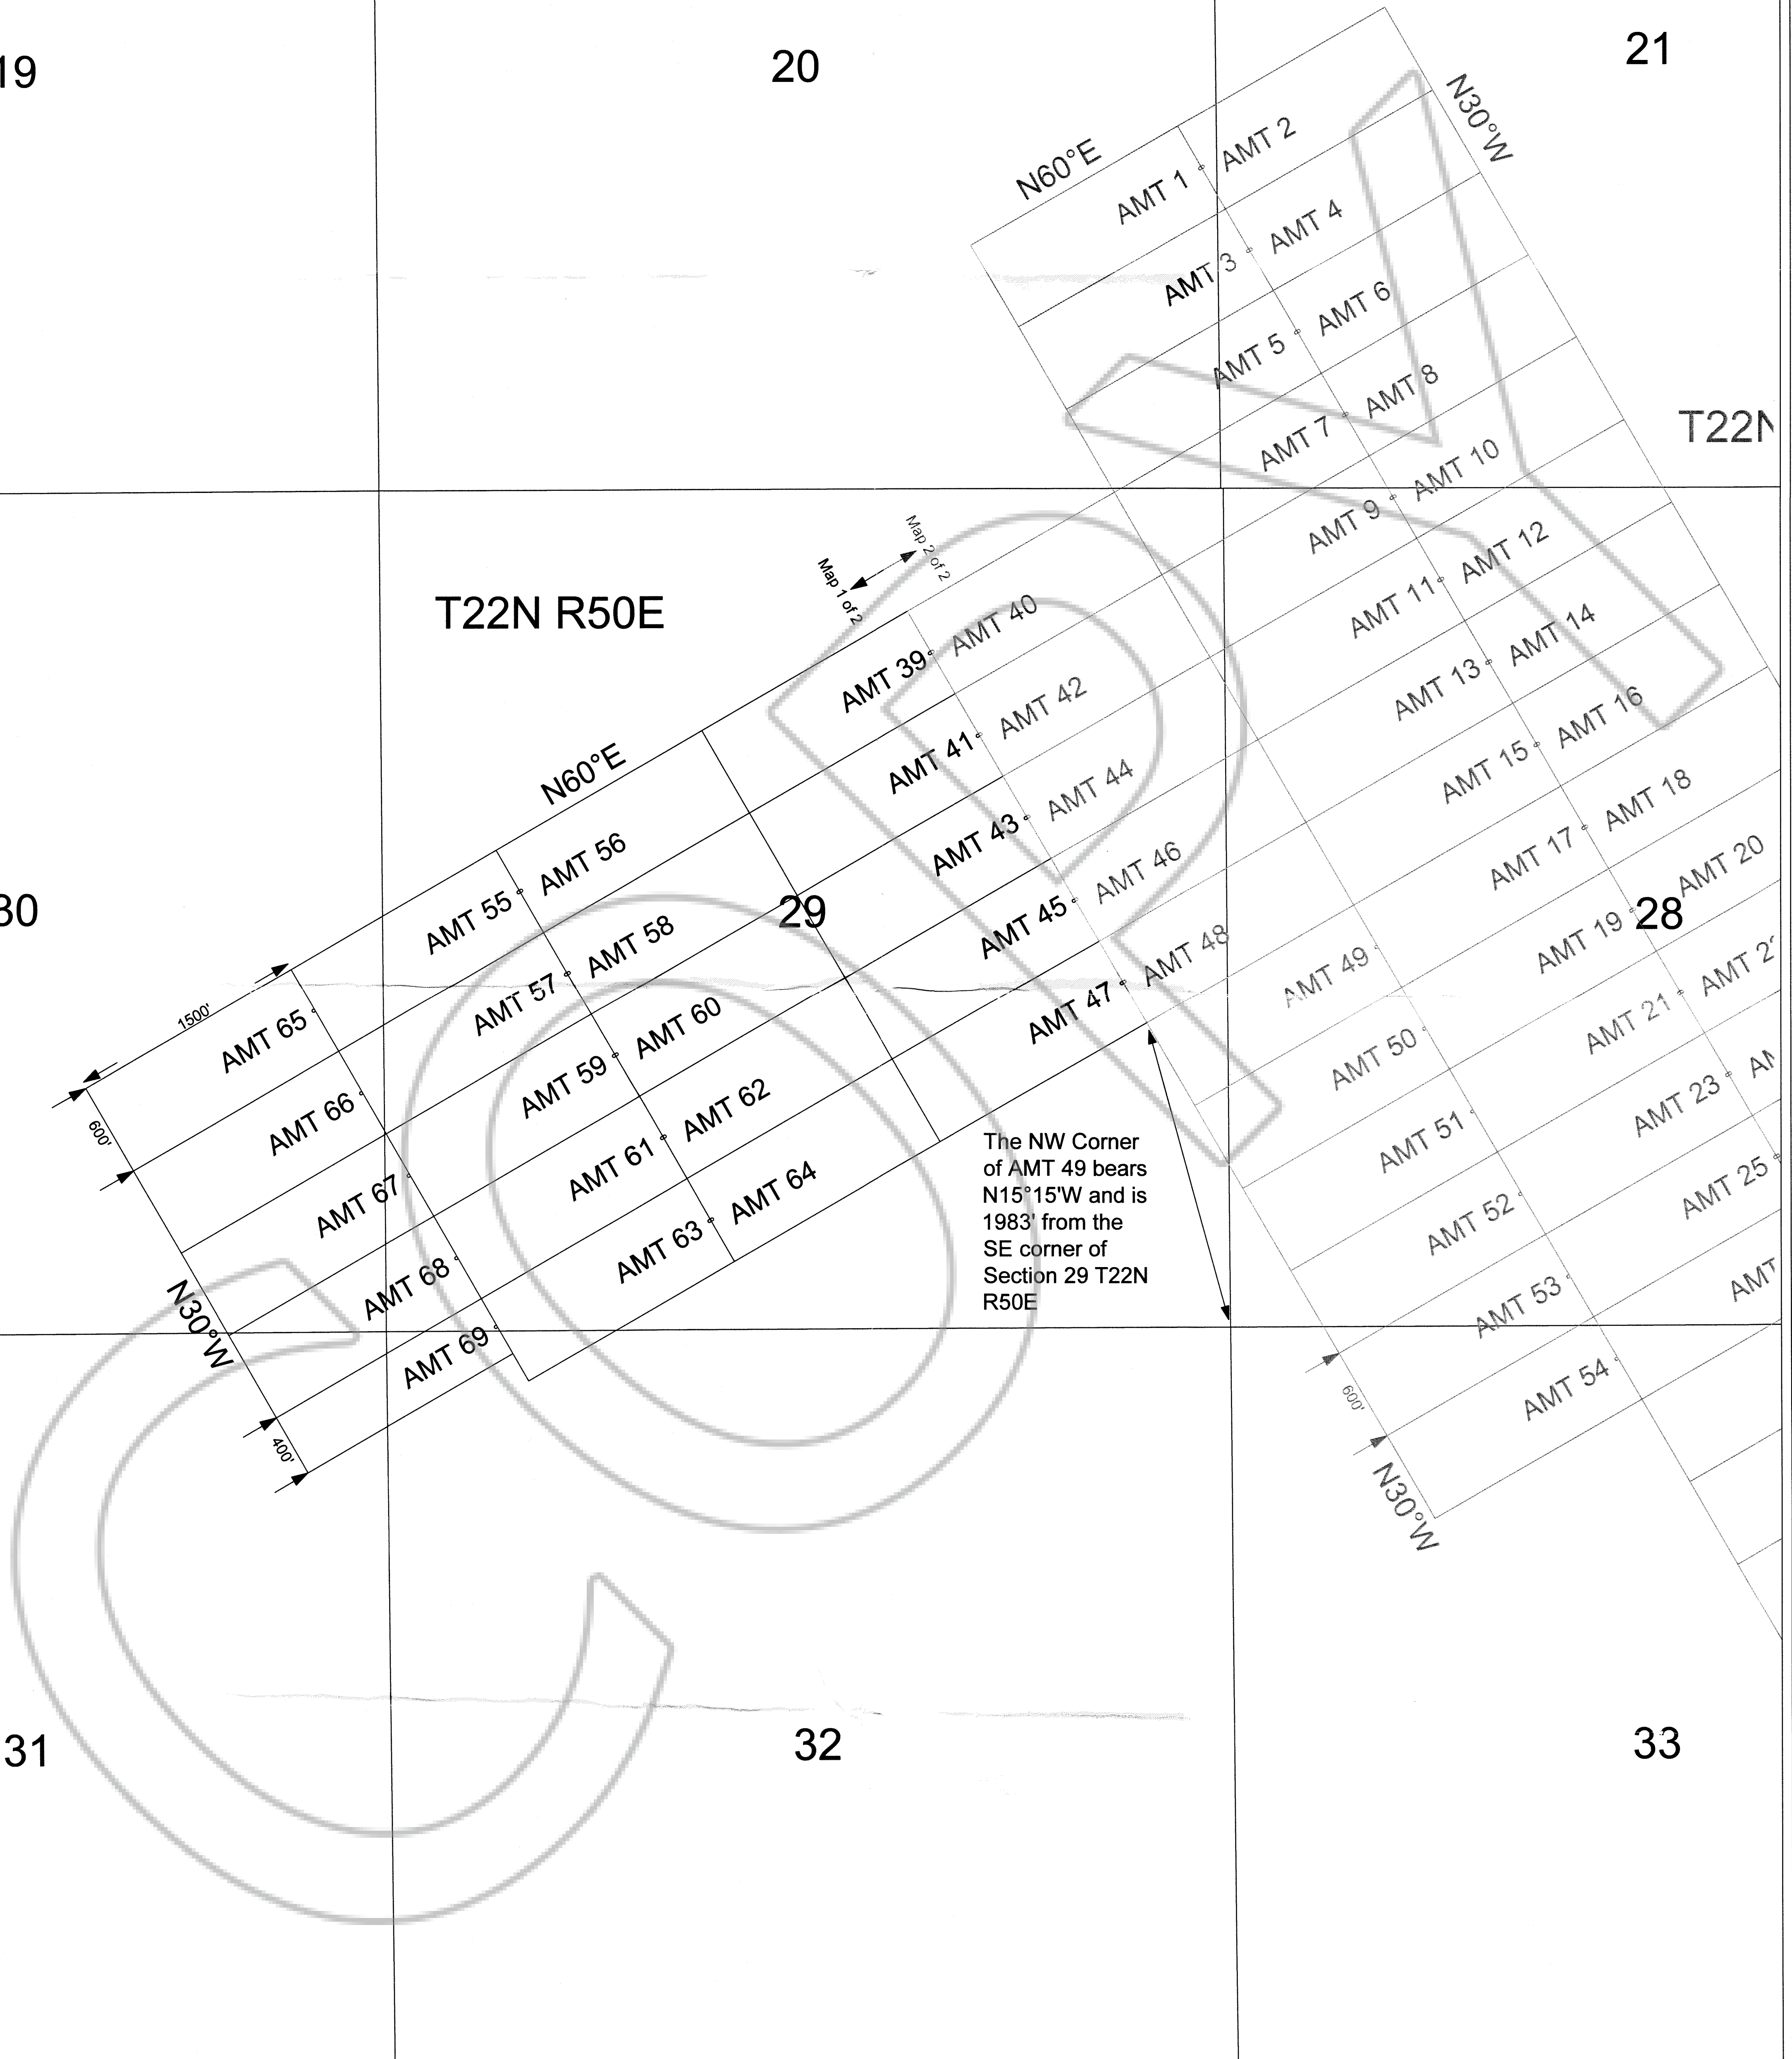 19
20
21
N30°W
N60°E
AMT 1
AMT 2
AMT 3
AMT 4
AMT 5
AMT 6
AMT 7
AMT 8
T22N
AMT 9
AMT 10
AMT 11
AMT 12
AMT 13
AMT 14
AMT 15
AMT 16
AMT 17
AMT 18
AMT 19
AMT 20
28
AMT 21
AMT 23
AMT 25
AMT
T22N R50E
Map 1 of 2
Map 2 of 2
AMT 39
AMT 40
AMT 41
AMT 42
AMT 43
AMT 44
AMT 45
AMT 46
AMT 47
AMT 48
AMT 49
AMT 50
AMT 51
AMT 52
AMT 53
AMT 54
600'
N30°W
N60°E
30
29
AMT 55
AMT 56
AMT 57
AMT 58
AMT 59
AMT 60
AMT 61
AMT 62
AMT 63
AMT 64
1500'
600'
AMT 65
AMT 66
AMT 67
AMT 68
AMT 69
N30°W
400'
The NW Corner
of AMT 49 bears
N15°15'W and is
1983' from the
SE corner of
Section 29 T22N
R50E
31
32
33
COPY